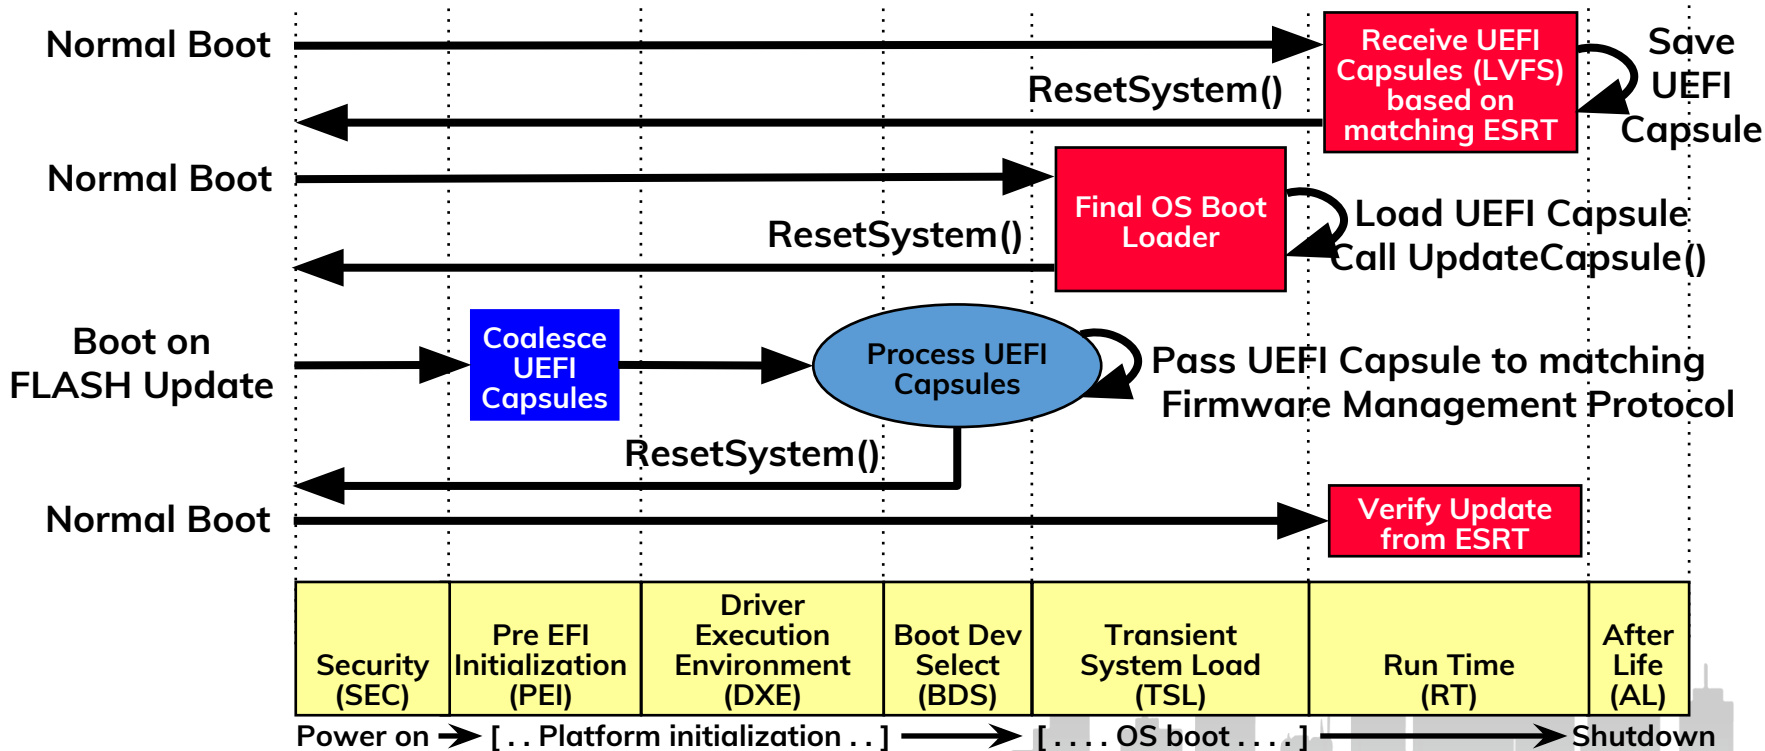 Normal Boot
Receive UEFI
Capsules (LVFS)
based on
matching ESRT
Save
UEFI
Capsule
ResetSystem()
Normal Boot
Final OS Boot
Loader
Load UEFI Capsule
Call UpdateCapsule()
ResetSystem()
Boot on
FLASH Update
Coalesce
UEFI
Capsules
Process UEFI
Capsules
Pass UEFI Capsule to matching
Firmware Management Protocol
ResetSystem()
Normal Boot
Verify Update
from ESRT
Security
(SEC)
Pre EFI
Initialization
(PEI)
Driver
Execution
Environment
(DXE)
Boot Dev
Select
(BDS)
Transient
System Load
(TSL)
Run Time
(RT)
After
Life
(AL)
Power on
[ . . Platform initialization . . ]
[ . . . . OS boot . . . . ]
Shutdown